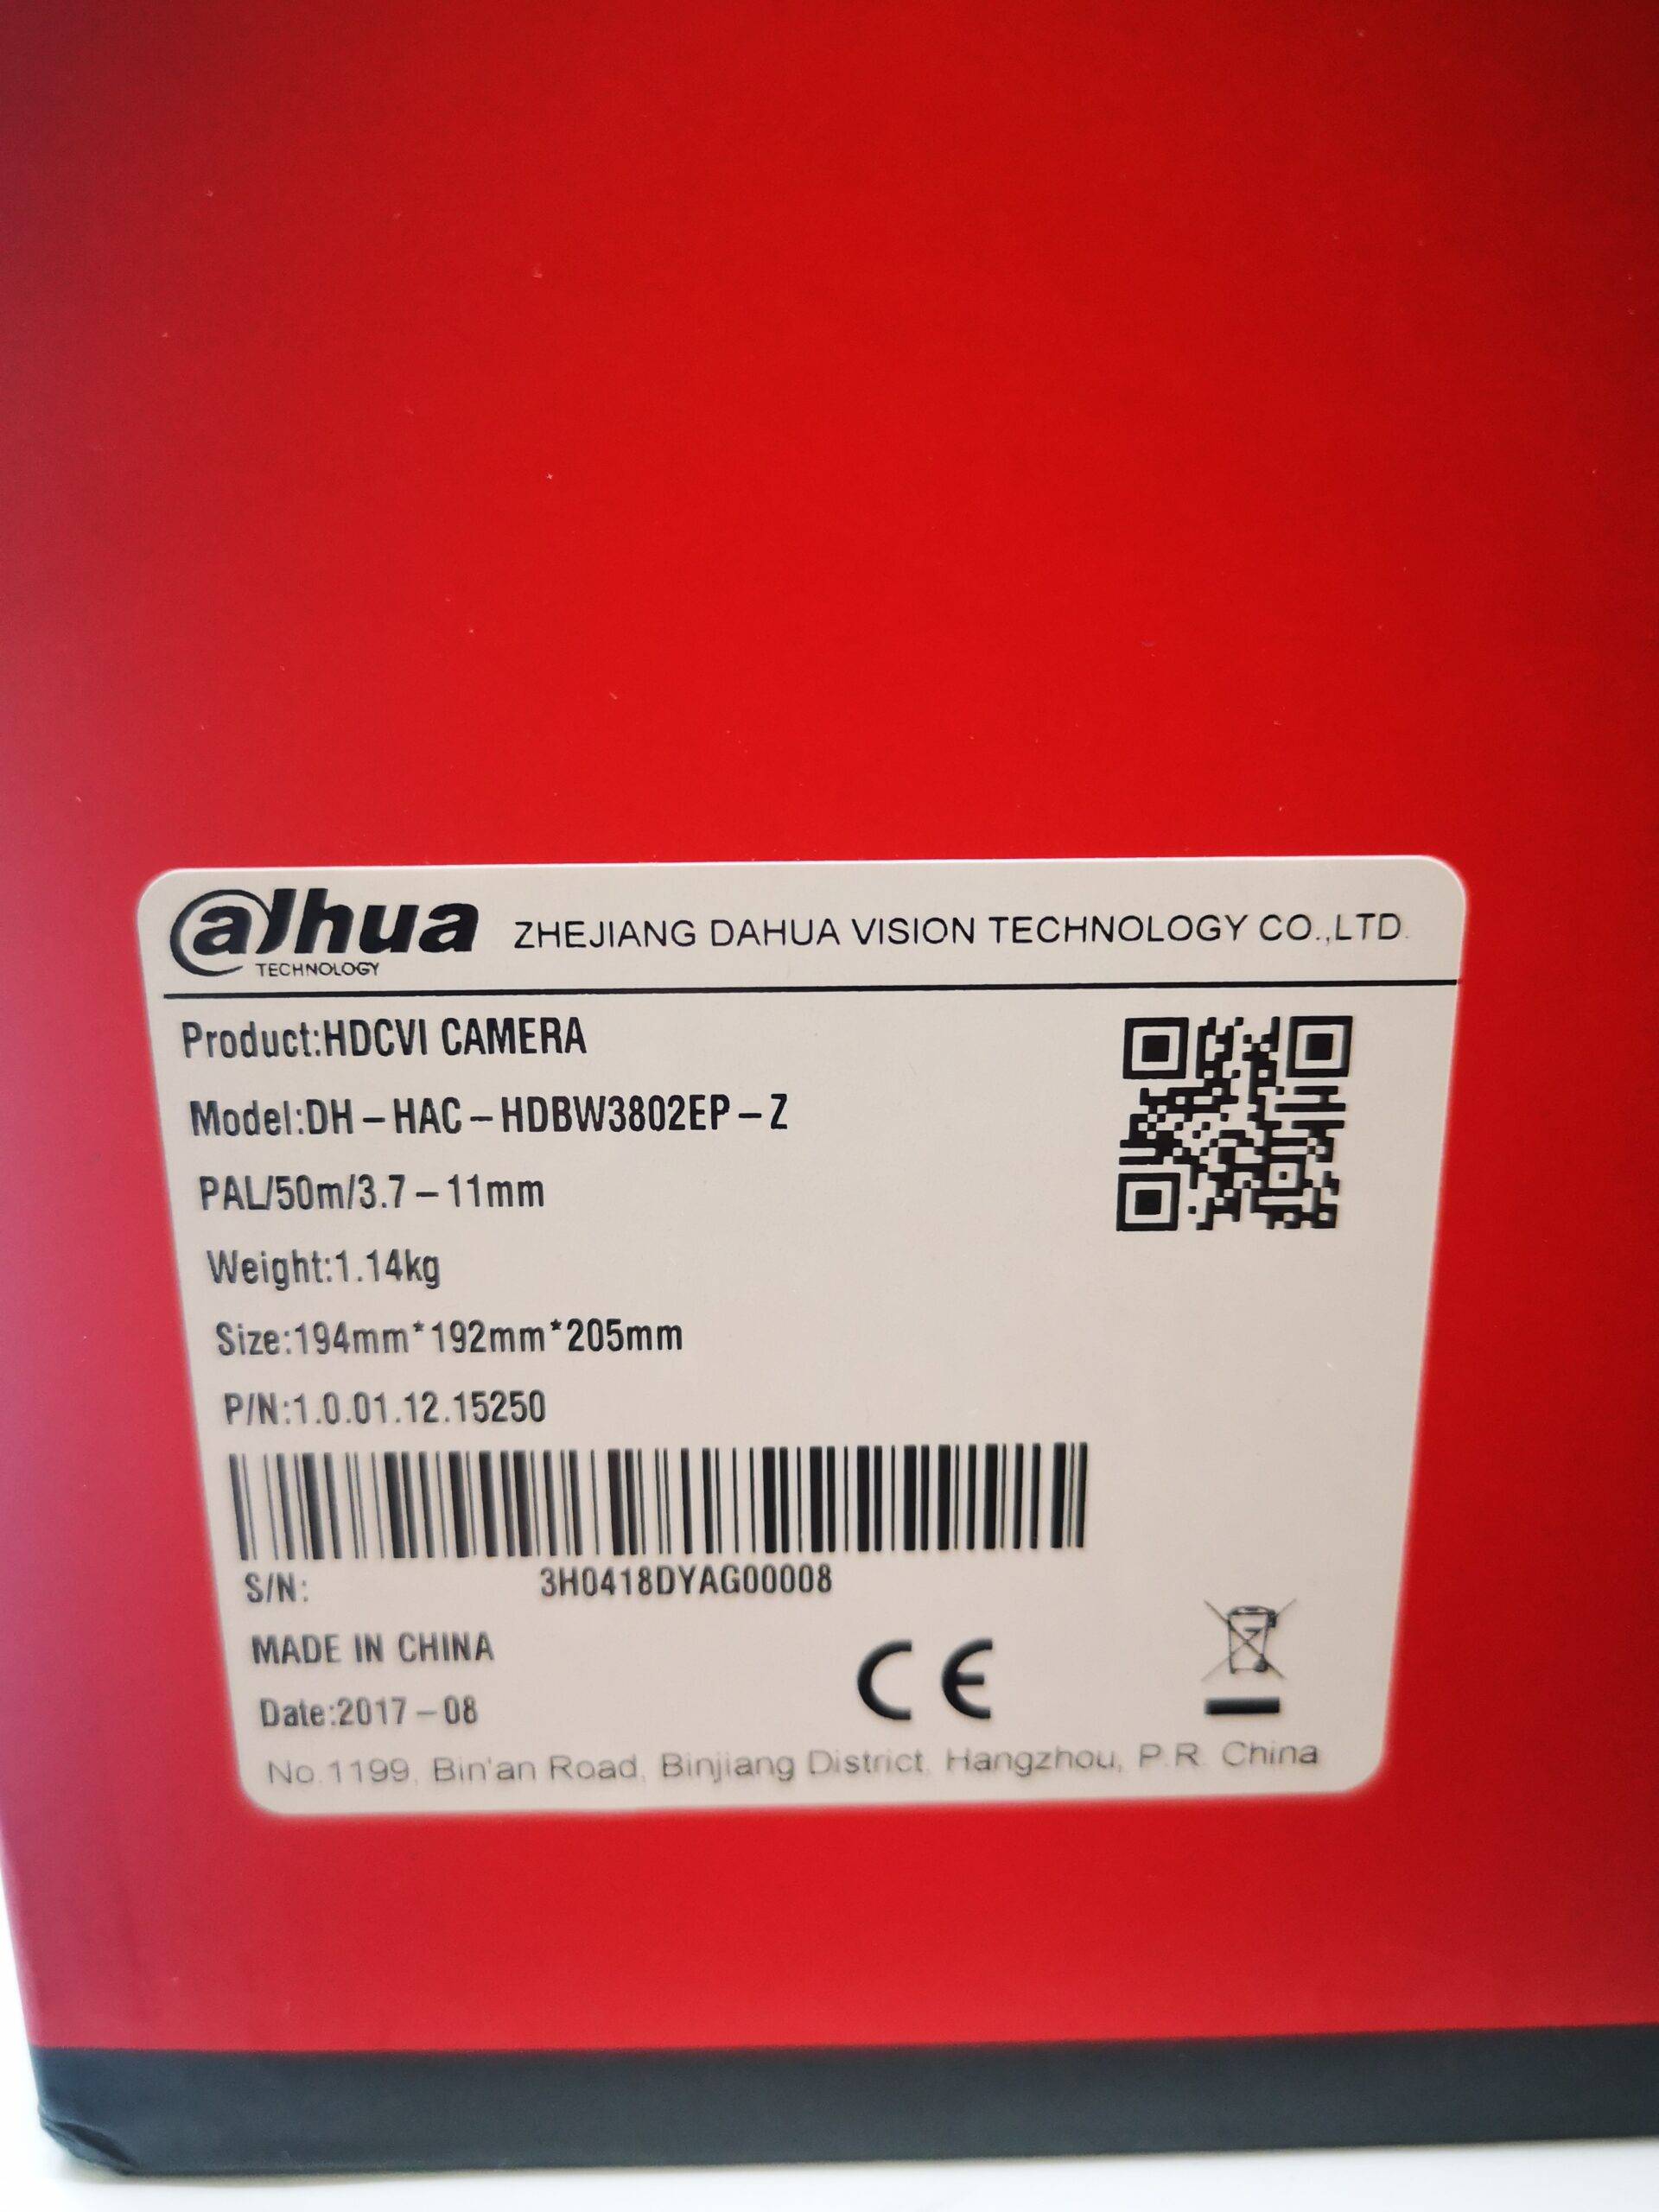 alhua TECHNOLOGY ZHEJIANG DAHUA VISION TECHNOLOGY CO.,LTD.
Product:HDCVI CAMERA
Model:DH-HAC-HDBW3802EP-Z
PAL/50m/3.7-11mm
Weight:1.14kg
Size:194mm*192mm*205mm
P/N:1.0.01.12.15250
S/N: 3H0418DYAG00008
MADE IN CHINA
Date:2017-08
CE
No.1199, Bin'an Road, Binjiang District, Hangzhou, P.R. China